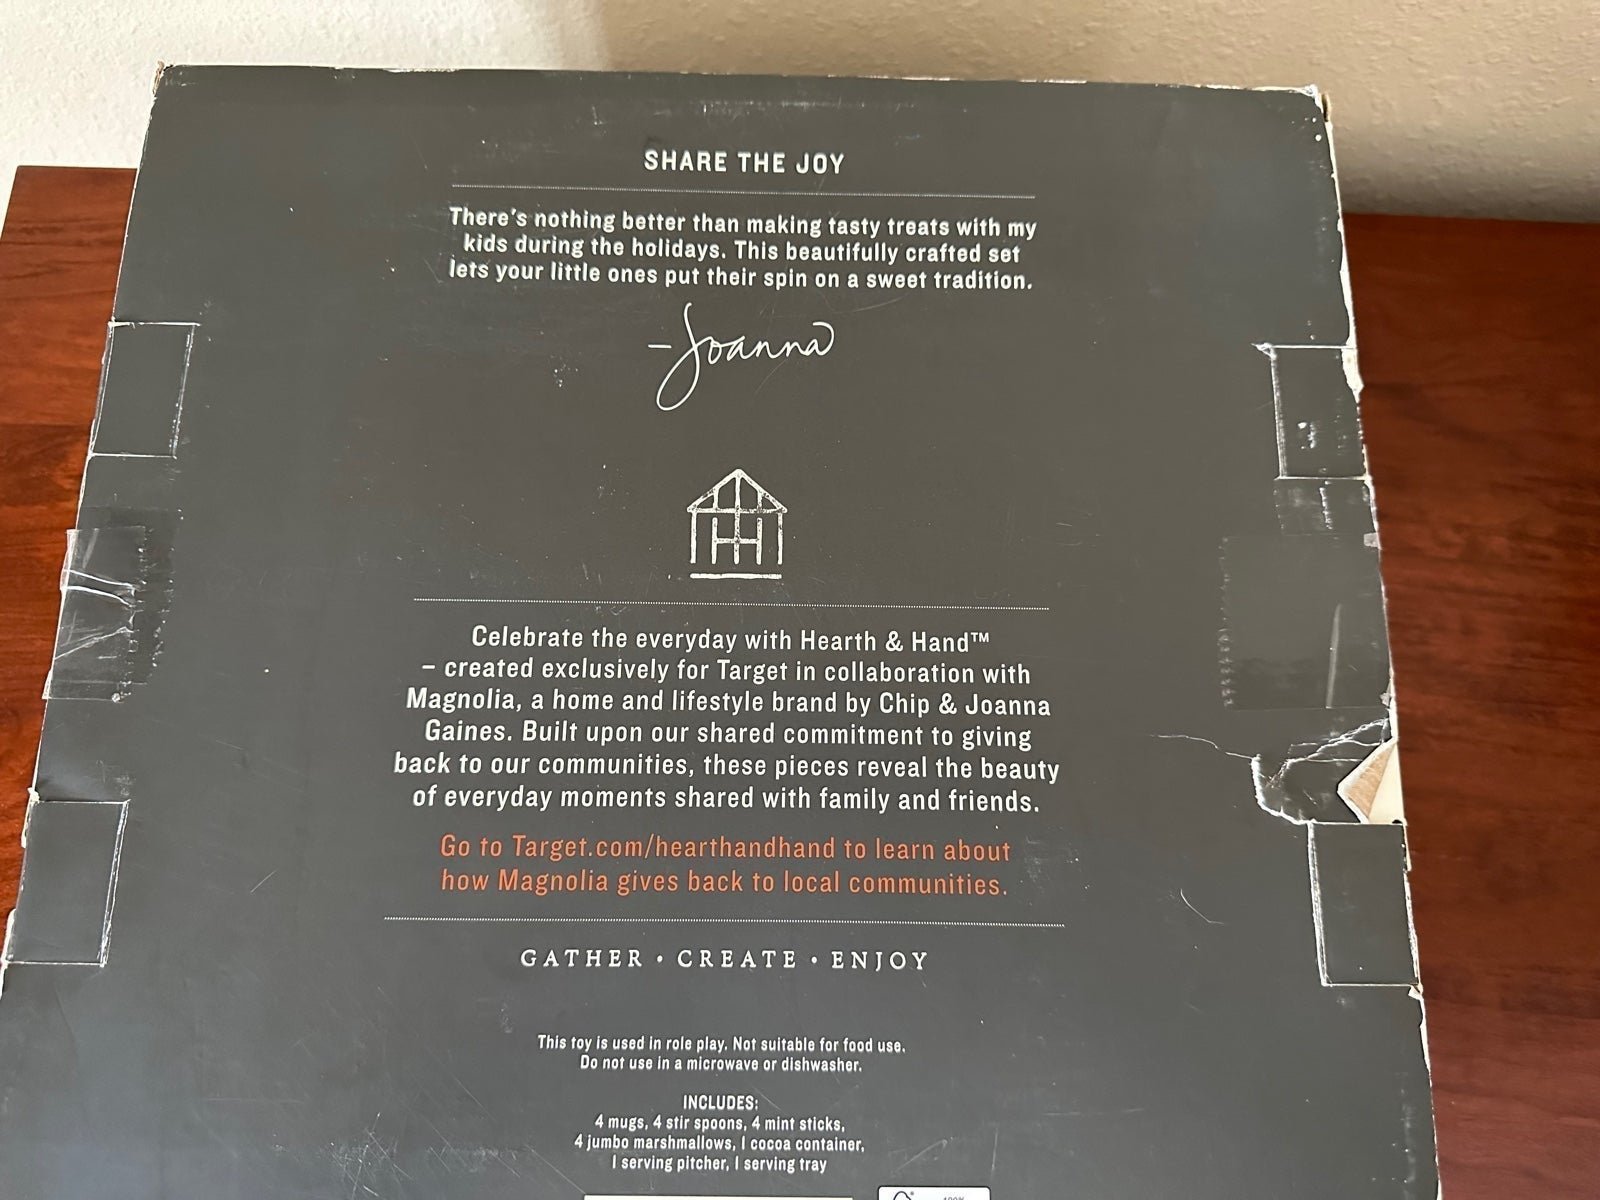 SHARE THE JOY
There's nothing better than making tasty treats with my
kids during the holidays. This beautifully crafted set
lets your little ones put their spin on a sweet tradition.
–Joanna
Celebrate the everyday with Hearth & Hand™
– created exclusively for Target in collaboration with
Magnolia, a home and lifestyle brand by Chip & Joanna
Gaines. Built upon our shared commitment to giving
back to our communities, these pieces reveal the beauty
of everyday moments shared with family and friends.
Go to Target.com/hearthandhand to learn about
how Magnolia gives back to local communities.
GATHER • CREATE • ENJOY
This toy is used in role play. Not suitable for food use.
Do not use in a microwave or dishwasher.
INCLUDES:
4 mugs, 4 stir spoons, 4 mint sticks,
4 jumbo marshmallows, 1 cocoa container,
1 serving pitcher, 1 serving tray